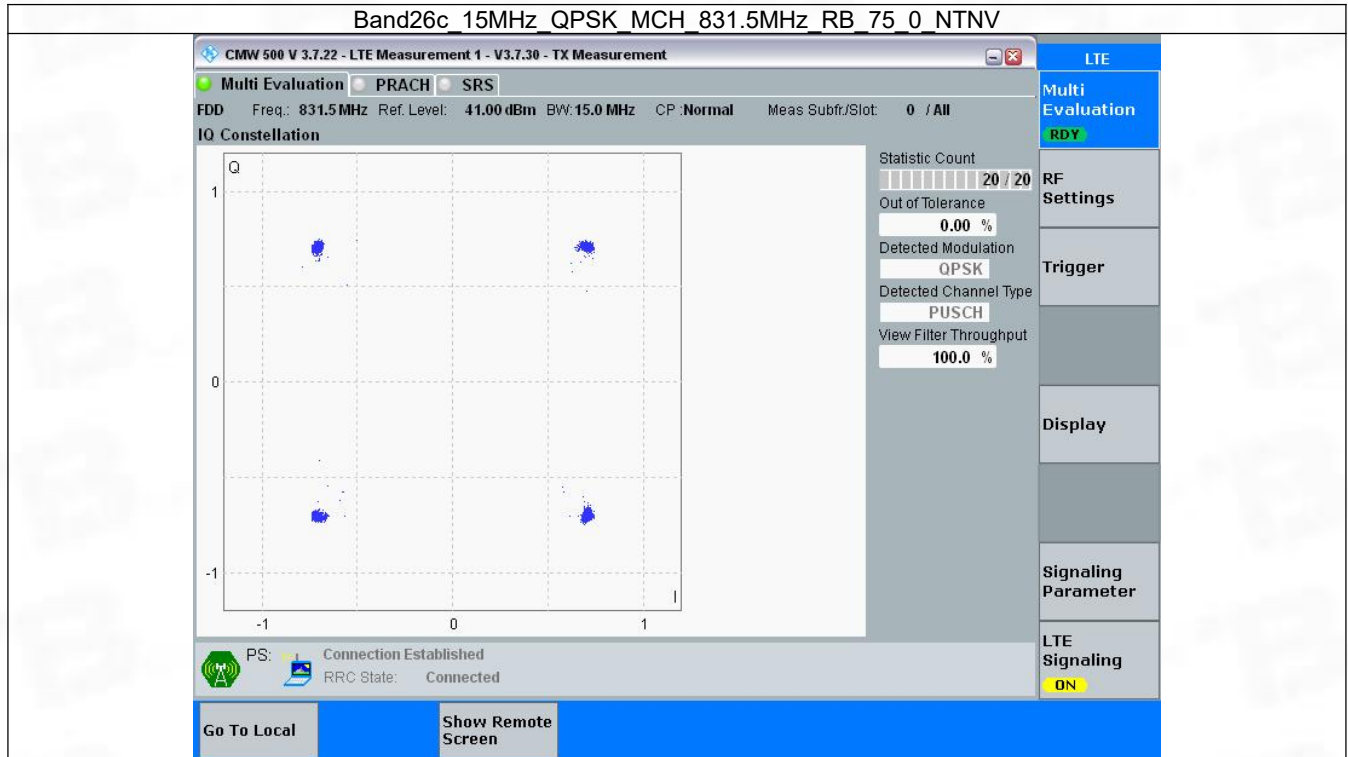 Band26c_15MHz_QPSK_MCH_831.5MHz_RB_75_0_NTNV
CMW 500 V 3.7.22 - LTE Measurement 1 - V3.7.30 - TX Measurement
LTE
Multi Evaluation PRACH SRS
Multi
Evaluation
RDY
FDD Freq.: 831.5 MHz Ref. Level: 41.00 dBm BW: 15.0 MHz CP :Normal Meas Subfr./Slot: 0 / All
IQ Constellation
Q
1
0
-1
I
-1 0 1
Statistic Count
20 / 20
Out of Tolerance
0.00 %
Detected Modulation
QPSK
Detected Channel Type
PUSCH
View Filter Throughput
100.0 %
RF
Settings
Trigger
Display
Signaling
Parameter
LTE
Signaling
ON
PS: Connection Established
RRC State: Connected
Go To Local
Show Remote
Screen